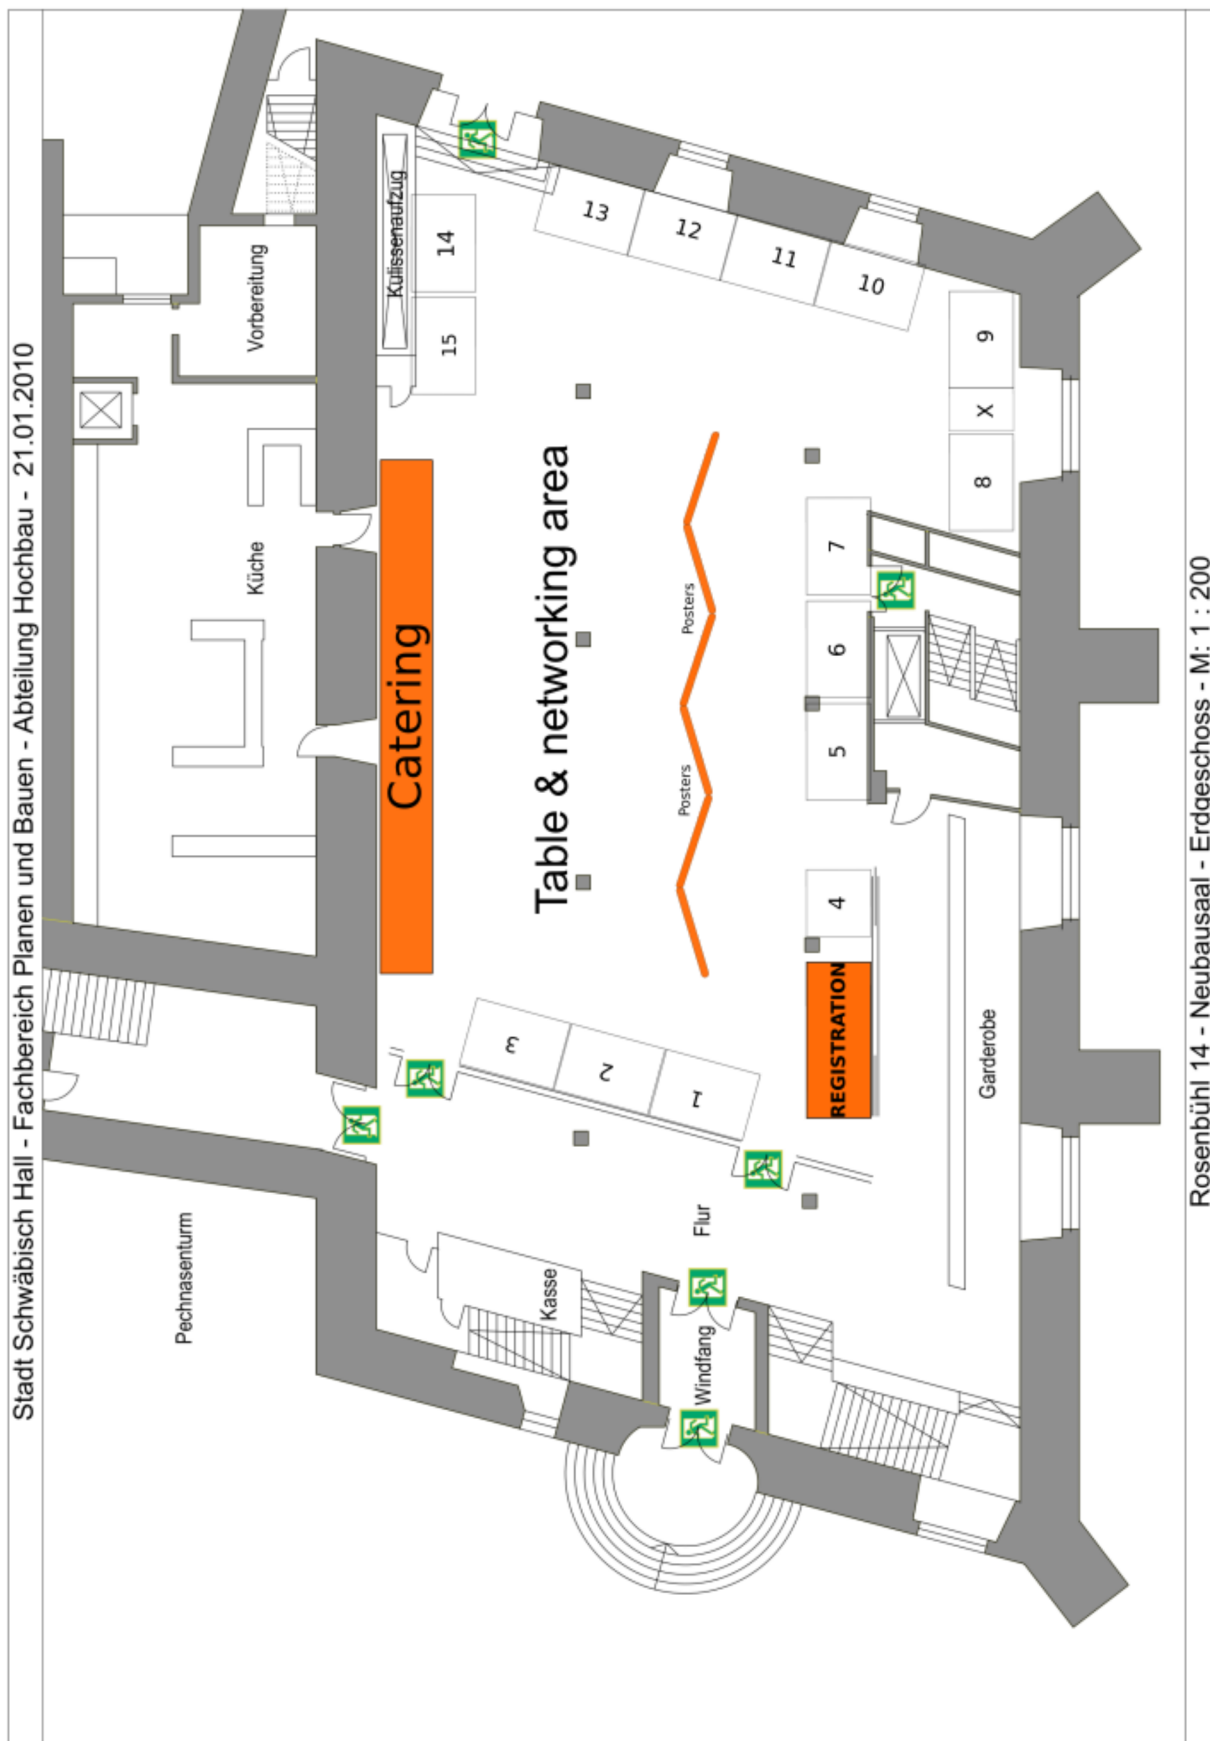 Stadt Schwäbisch Hall - Fachbereich Planen und Bauen - Abteilung Hochbau - 21.01.2010
Pechnasenturm
Küche
Vorbereitung
Kulissenaufzug
Catering
Table & networking area
Posters
Posters
Kasse
Windfang
Flur
REGISTRATION
Garderobe
1
2
3
4
5
6
7
8
X
9
10
11
12
13
14
15
Rosenbühl 14 - Neubausaal - Erdgeschoss - M: 1 : 200